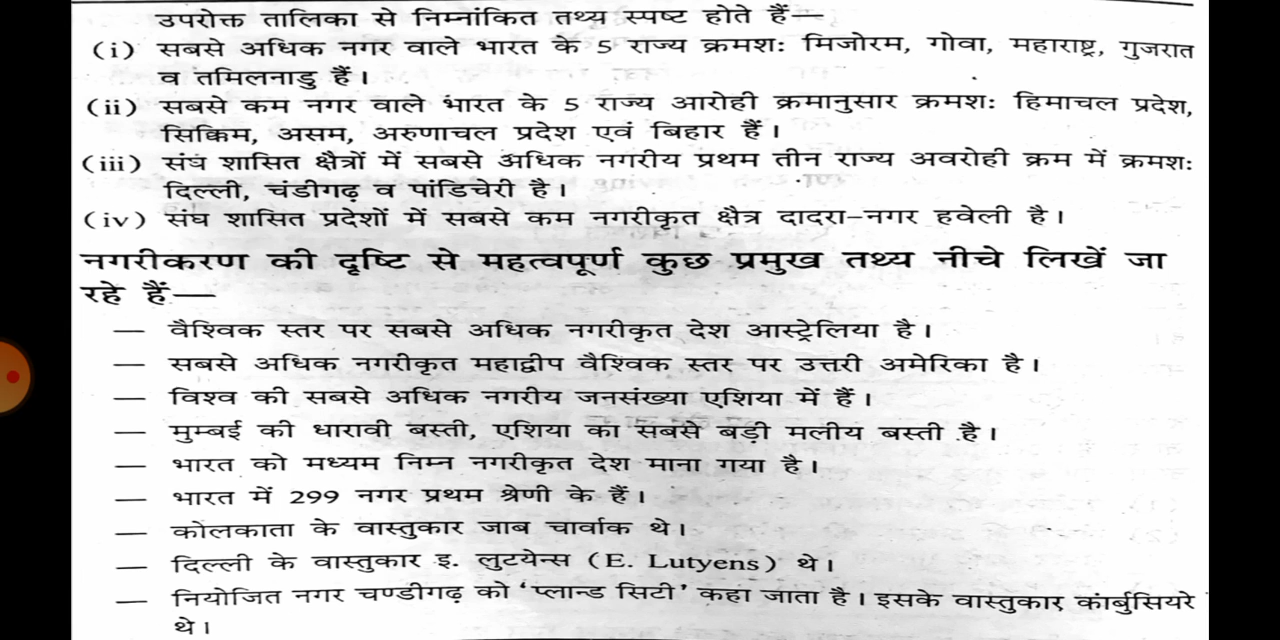 उपरोक्त तालिका से निम्नांकित तथ्य स्पष्ट होते हैं—
(i) सबसे अधिक नगर वाले भारत के 5 राज्य क्रमशः मिजोरम, गोवा, महाराष्ट्र, गुजरात
व तमिलनाडु हैं।
(ii) सबसे कम नगर वाले भारत के 5 राज्य आरोही क्रमानुसार क्रमशः हिमाचल प्रदेश,
सिक्किम, असम, अरुणाचल प्रदेश एवं बिहार हैं।
(iii) संघ शासित क्षैत्रों में सबसे अधिक नगरीय प्रथम तीन राज्य अवरोही क्रम में क्रमशः
दिल्ली, चंडीगढ़ व पांडिचेरी है।
(iv) संघ शासित प्रदेशों में सबसे कम नगरीकृत क्षैत्र दादरा-नगर हवेली है।
नगरीकरण की दृष्टि से महत्वपूर्ण कुछ प्रमुख तथ्य नीचे लिखें जा
रहे हैं—
— वैश्विक स्तर पर सबसे अधिक नगरीकृत देश आस्ट्रेलिया है।
— सबसे अधिक नगरीकृत महाद्वीप वैश्विक स्तर पर उत्तरी अमेरिका है।
— विश्व की सबसे अधिक नगरीय जनसंख्या एशिया में हैं।
— मुम्बई की धारावी बस्ती, एशिया का सबसे बड़ी मलीय बस्ती है।
— भारत को मध्यम निम्न नगरीकृत देश माना गया है।
— भारत में 299 नगर प्रथम श्रेणी के हैं।
— कोलकाता के वास्तुकार जाब चार्वाक थे।
— दिल्ली के वास्तुकार इ. लुटयेन्स (E. Lutyens) थे।
— नियोजित नगर चण्डीगढ़ को 'प्लान्ड सिटी' कहा जाता है। इसके वास्तुकार कार्बुसियरे
थे।